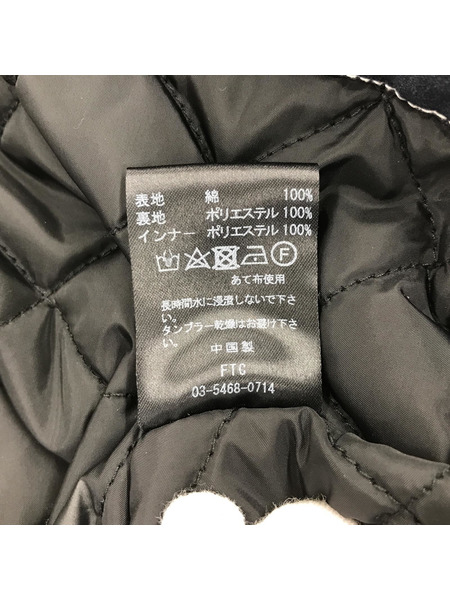 表地 綿 100%
裏地 ポリエステル 100%
インナー ポリエステル 100%
F
あて布使用
長時間水に浸漬しないで下さ
い。
タンブラー乾燥はお避け下さ
い。
中国製
FTC
03-5468-0714